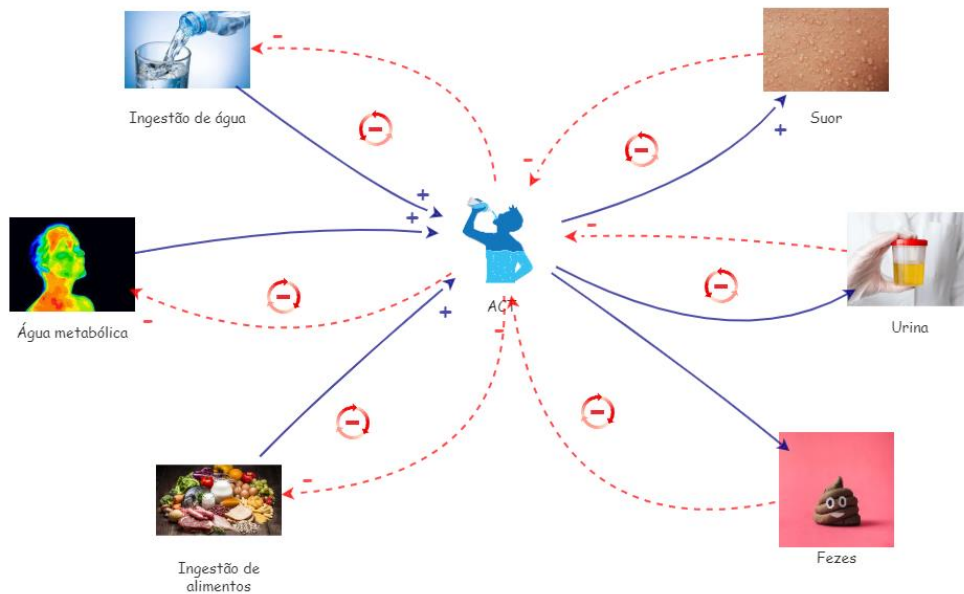 Ingestão de água
Suor
Água metabólica
ACT
Urina
Ingestão de
alimentos
Fezes